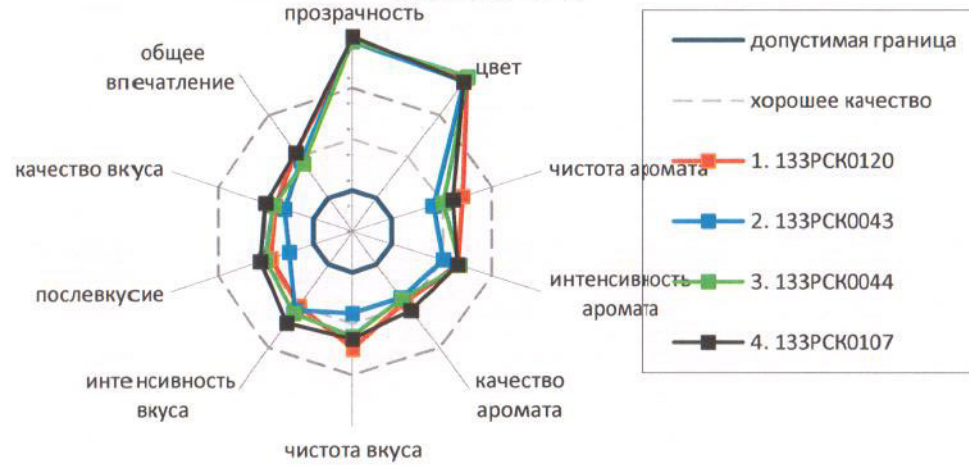 прозрачность
цвет
чистота аромата
интенсивность
аромата
качество
аромата
чистота вкуса
интенсивность
вкуса
послевкусие
качество вкуса
общее
впечатление
допустимая граница
хорошее качество
1. 133РСК0120
2. 133РСК0043
3. 133РСК0044
4. 133РСК0107